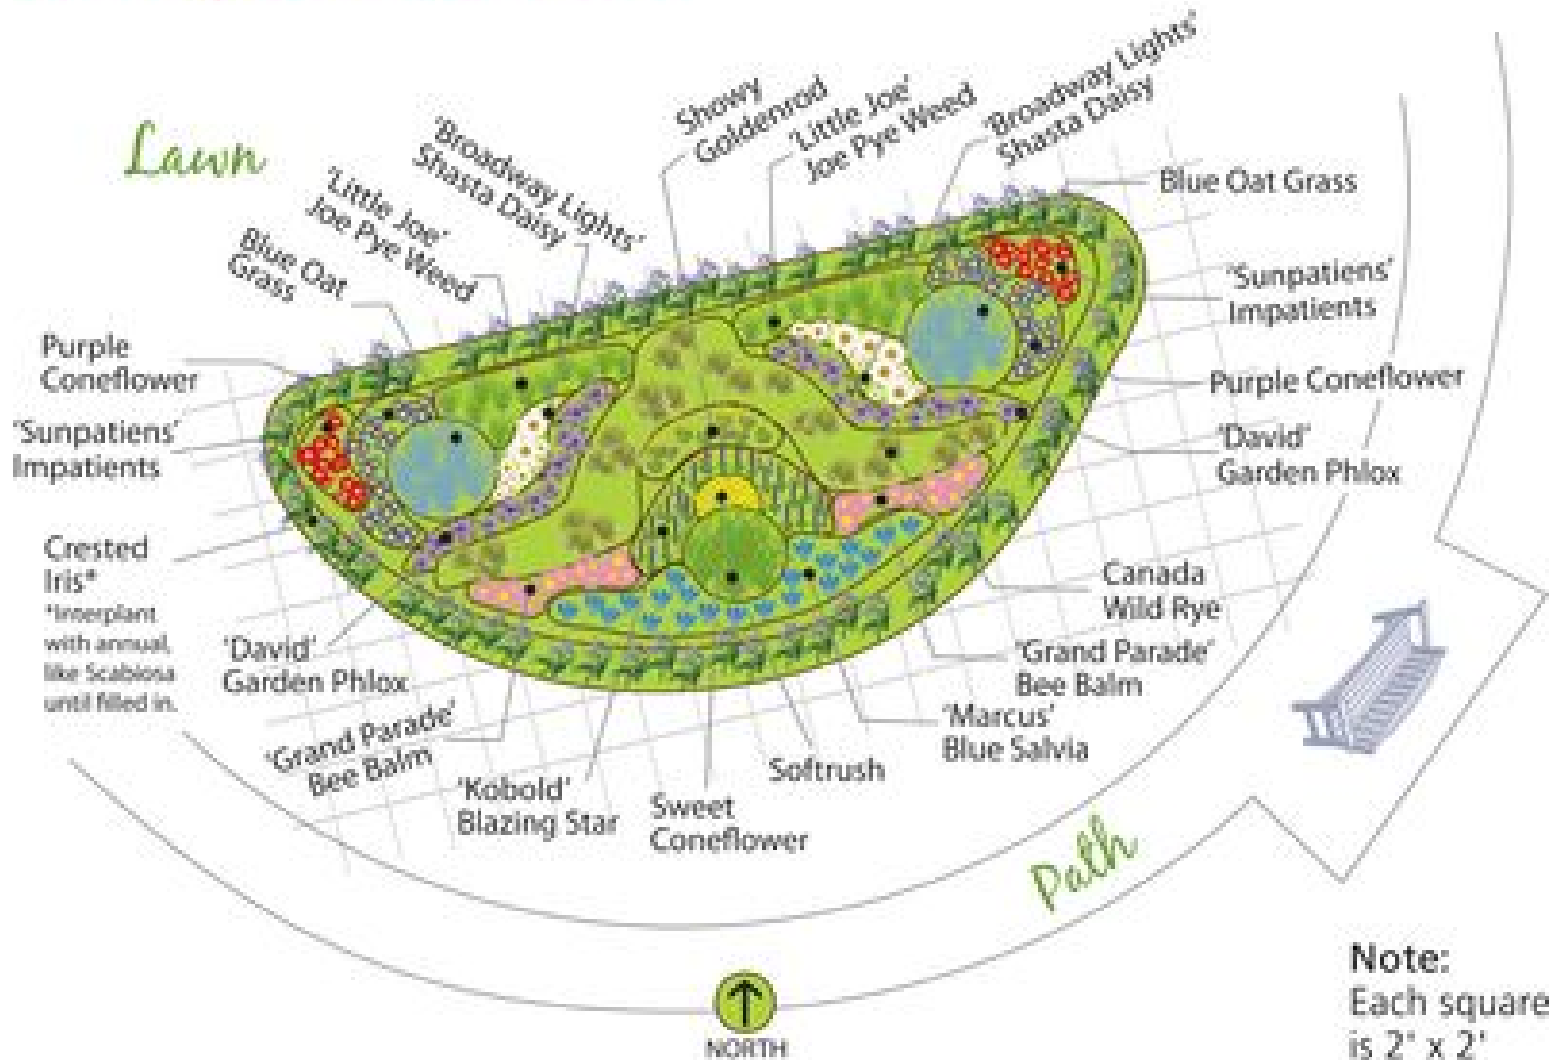 Lawn
'Broadway Lights'
Shasta Daisy
'Little Joe'
Joe Pye Weed
Blue Oat
Grass
Showy
Goldenrod
'Little Joe'
Joe Pye Weed
'Broadway Lights'
Shasta Daisy
Blue Oat Grass
'Sunpatiens'
Impatients
Purple Coneflower
'David'
Garden Phlox
Canada
Wild Rye
'Grand Parade'
Bee Balm
'Marcus'
Blue Salvia
Softrush
Sweet
Coneflower
'Kobold'
Blazing Star
'Grand Parade'
Bee Balm
'David'
Garden Phlox
Purple
Coneflower
'Sunpatiens'
Impatients
Crested
Iris*
*Interplant
with annual,
like Scabiosa
until filled in.
Path
NORTH
Note:
Each square
is 2' x 2'